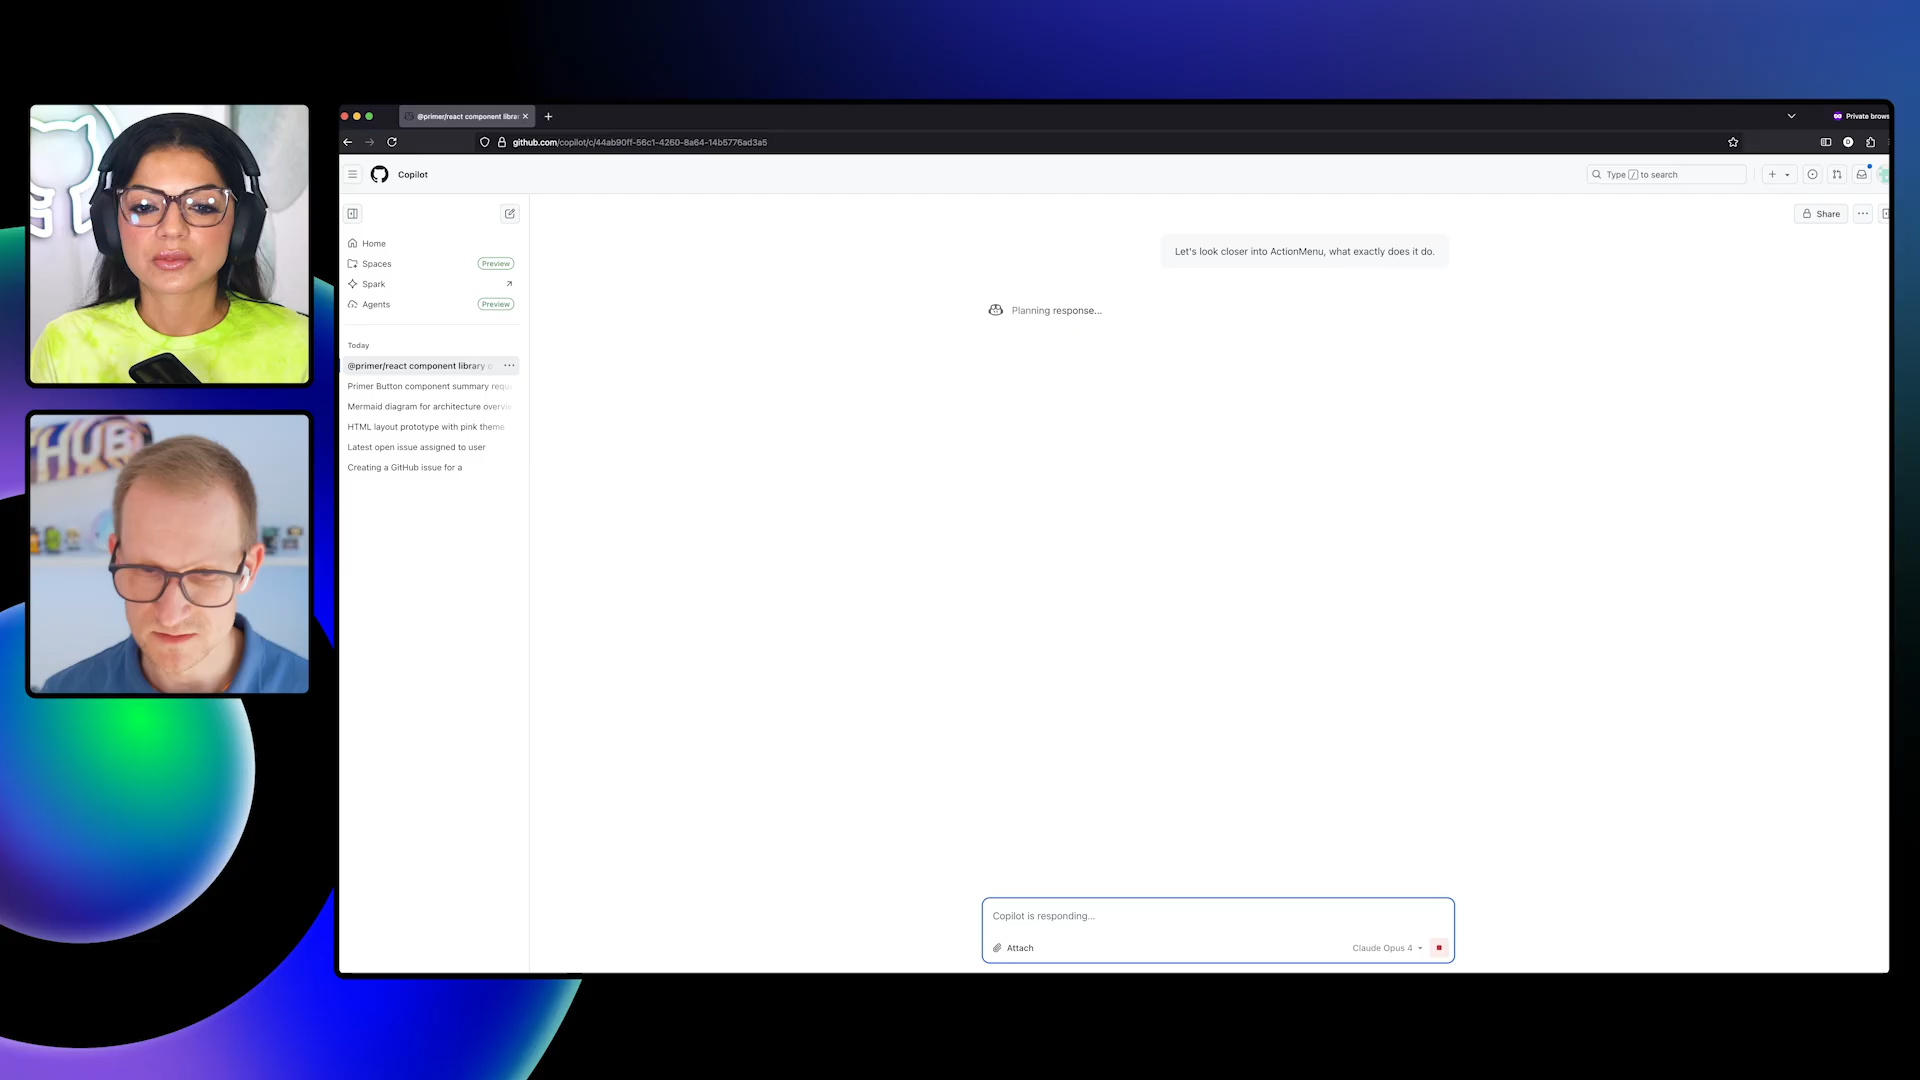 @primer/react component librar
Private brows
github.com/copilot/c/44ab90ff-56c1-4260-8a64-14b5776ad3a5
Copilot
Type / to search
Share
Home
Spaces
Preview
Spark
Agents
Preview
Today
@primer/react component library o
Primer Button component summary requ
Mermaid diagram for architecture overvie
HTML layout prototype with pink theme
Latest open issue assigned to user
Creating a GitHub issue for a
Let's look closer into ActionMenu, what exactly does it do.
Planning response...
Copilot is responding...
Attach
Claude Opus 4
HUB